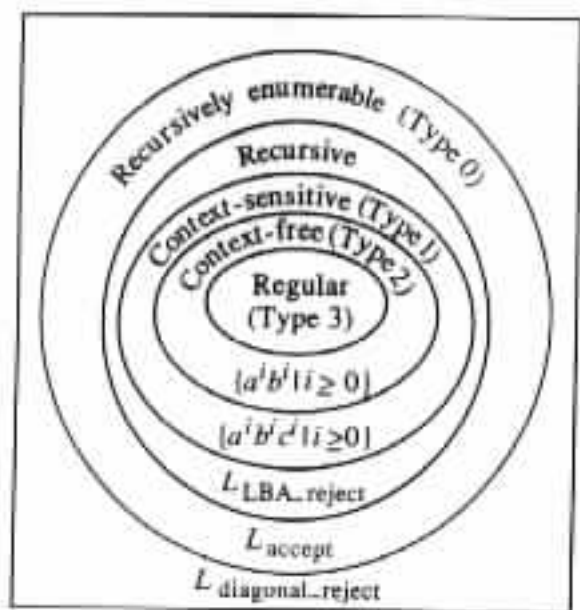 Recursively enumerable (Type 0)
Recursive
Context-sensitive (Type 1)
Context-free (Type 2)
Regular
(Type 3)
{a^i b^i | i ≥ 0}
{a^i b^i c^i | i ≥ 0}
L_LBA_reject
L_accept
L_diagonal_reject